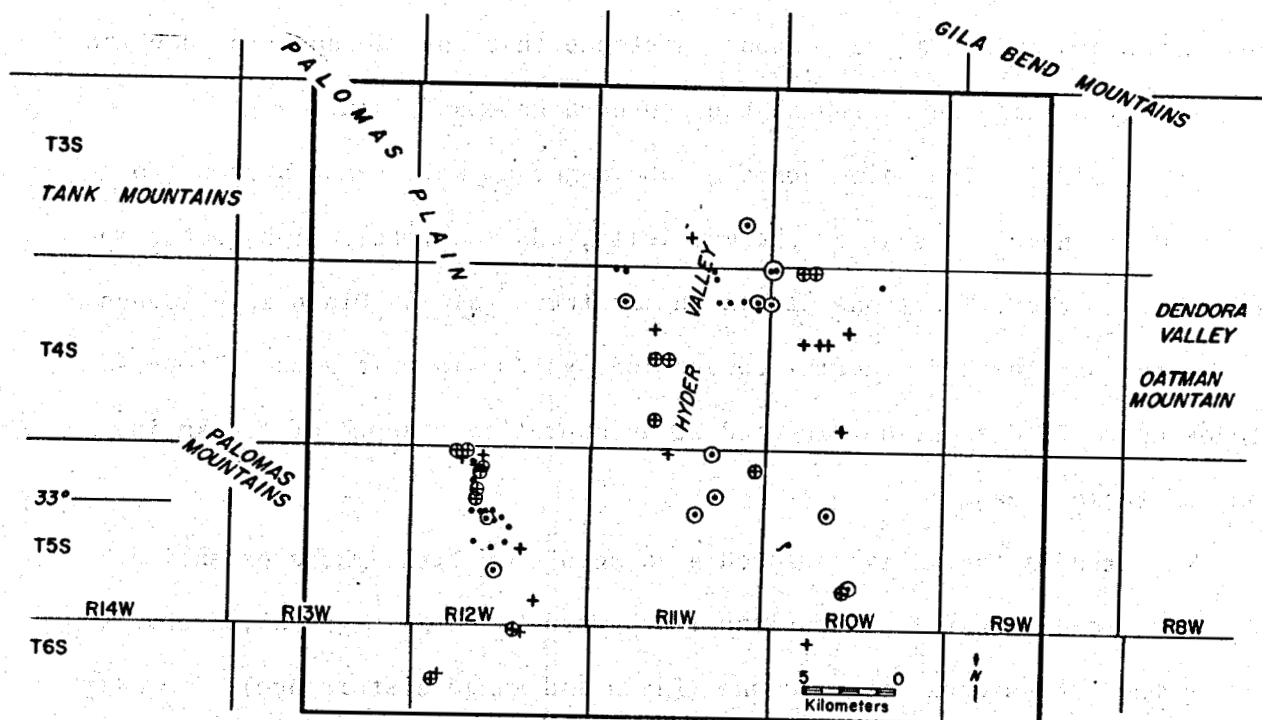 PALOMAS PLAIN
GILA BEND MOUNTAINS
T3S
TANK MOUNTAINS
HYDER VALLEY
DENDORA
VALLEY
T4S
OATMAN
MOUNTAIN
PALOMAS
MOUNTAINS
33°
T5S
R14W
R13W
R12W
R11W
R10W
R9W
R8W
T6S
5 0
Kilometers
N